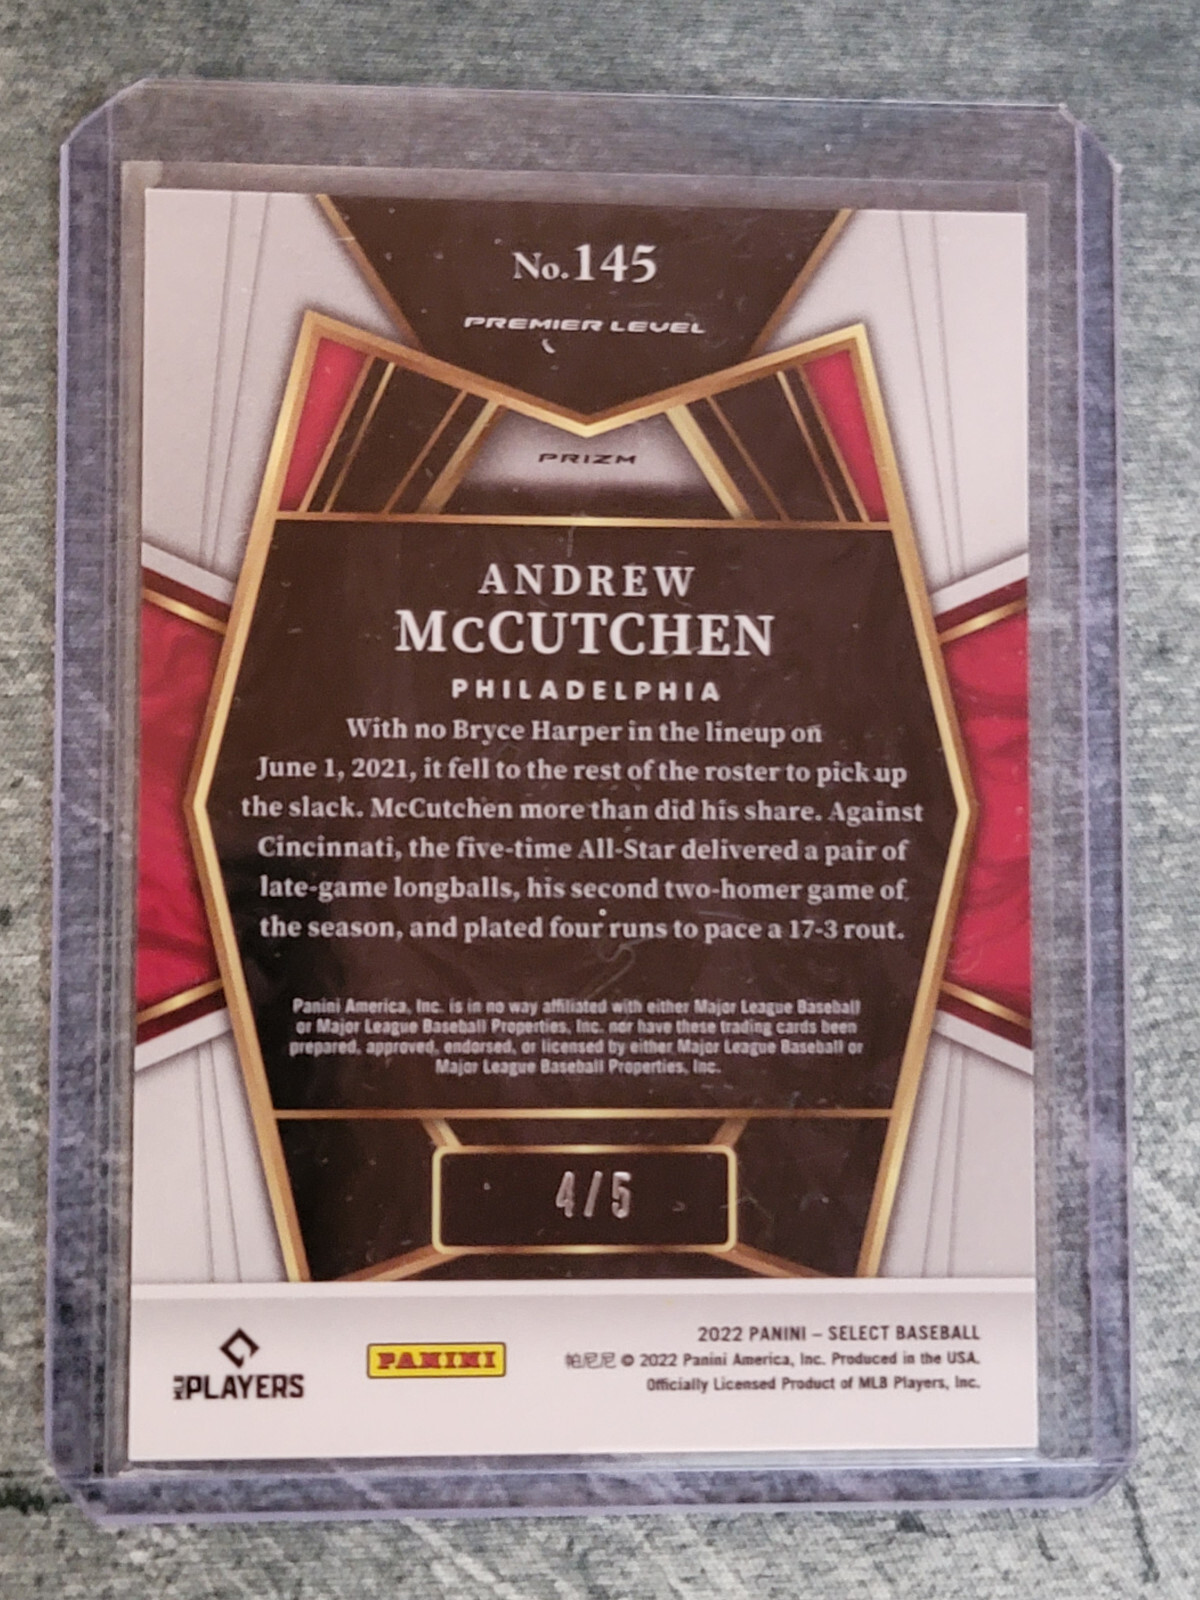 No.145
PREMIER LEVEL
PRIZM
ANDREW
McCUTCHEN
PHILADELPHIA
With no Bryce Harper in the lineup on
June 1, 2021, it fell to the rest of the roster to pick up
the slack. McCutchen more than did his share. Against
Cincinnati, the five-time All-Star delivered a pair of
late-game longballs, his second two-homer game of
the season, and plated four runs to pace a 17-3 rout.
Panini America, Inc. is in no way affiliated with either Major League Baseball
or Major League Baseball Properties, Inc. nor have these trading cards been
prepared, approved, endorsed, or licensed by either Major League Baseball or
Major League Baseball Properties, Inc.
4/5
MLB PLAYERS
PANINI
2022 PANINI – SELECT BASEBALL
帕尼尼 © 2022 Panini America, Inc. Produced in the USA.
Officially Licensed Product of MLB Players, Inc.